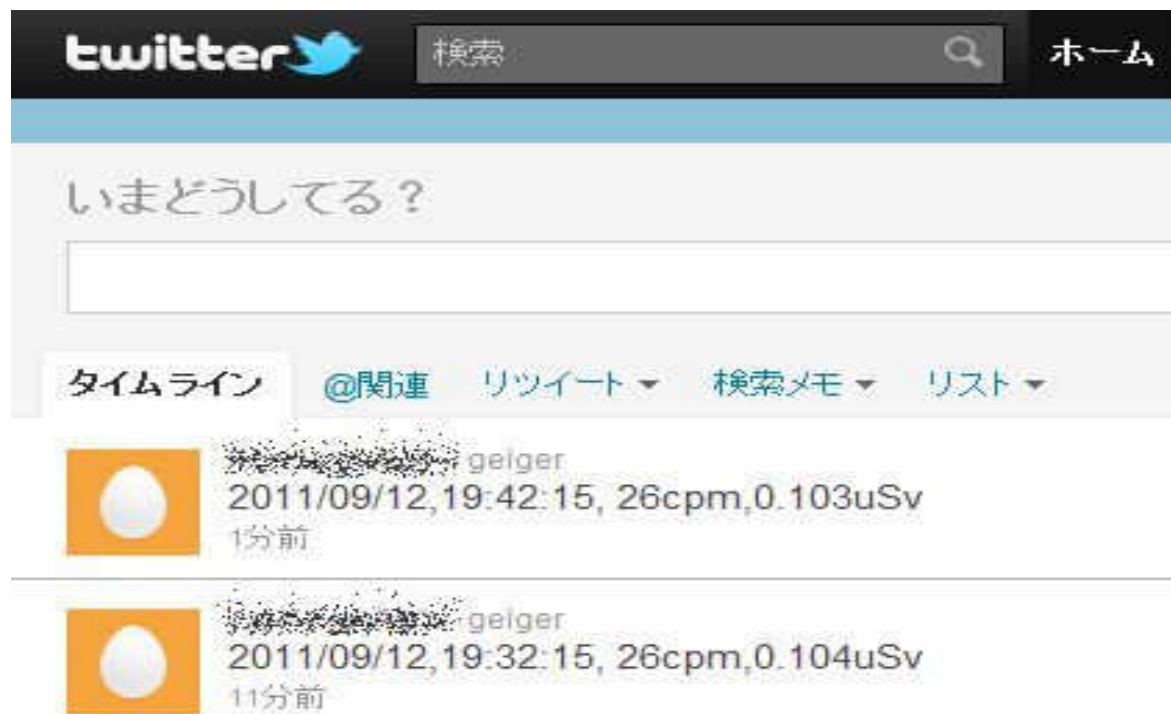 twitter 検索 ホーム
いまどうしてる?
タイムライン @関連 リツイート 検索メモ リスト
geiger
2011/09/12,19:42:15, 26cpm,0.103uSv
1分前
geiger
2011/09/12,19:32:15, 26cpm,0.104uSv
11分前